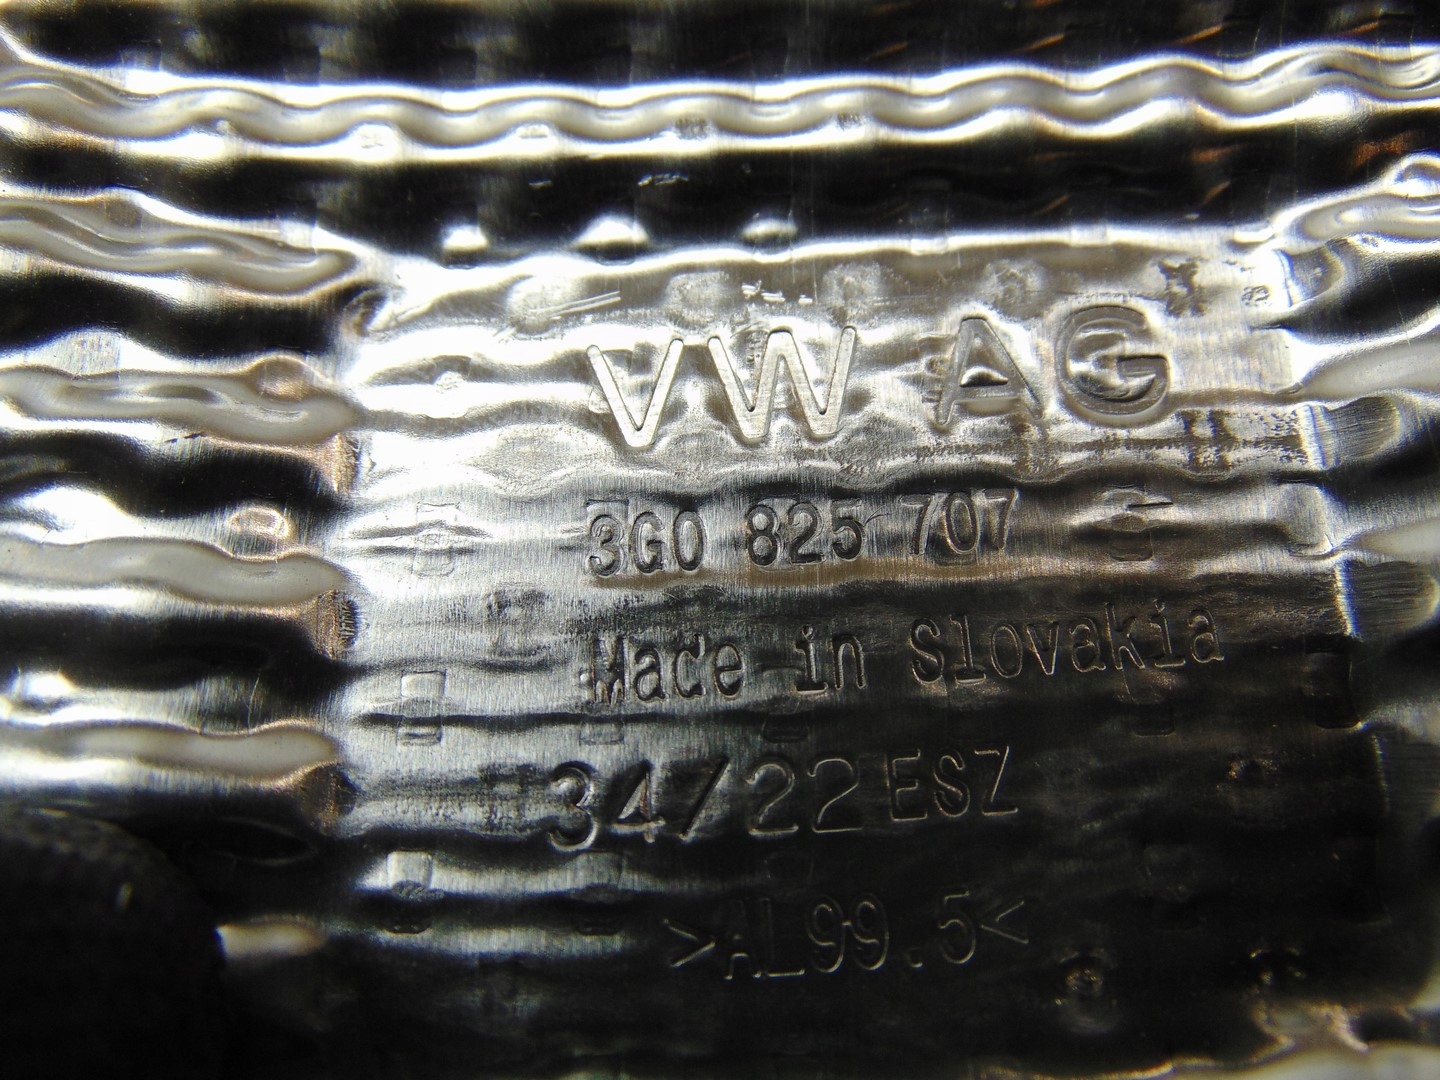 VW AG
3G0 825 707
Made in Slovakia
34/22 ESZ
>AL99.5<